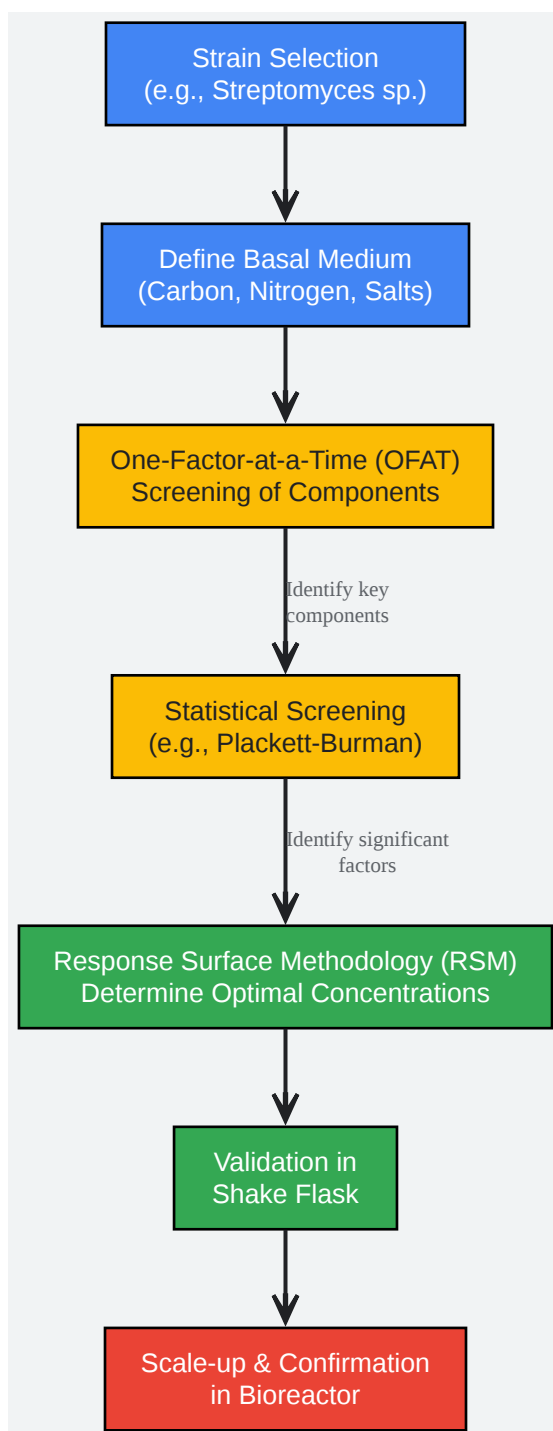 Strain Selection
(e.g., Streptomyces sp.)
Define Basal Medium
(Carbon, Nitrogen, Salts)
One-Factor-at-a-Time (OFAT)
Screening of Components
Identify key
components
Statistical Screening
(e.g., Plackett-Burman)
Identify significant
factors
Response Surface Methodology (RSM)
Determine Optimal Concentrations
Validation in
Shake Flask
Scale-up & Confirmation
in Bioreactor